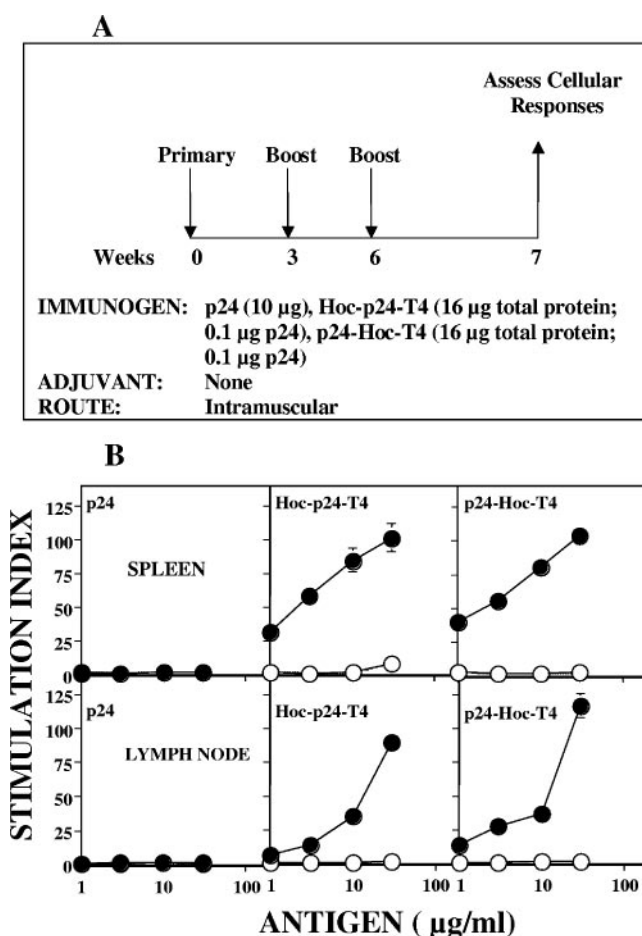 A
Assess Cellular
Responses
Primary Boost Boost
Weeks 0 3 6 7
IMMUNOGEN: p24 (10 µg), Hoc-p24-T4 (16 µg total protein;
0.1 µg p24), p24-Hoc-T4 (16 µg total protein;
0.1 µg p24)
ADJUVANT: None
ROUTE: Intramuscular
B
STIMULATION INDEX
125
100
75
50
25
0
p24 Hoc-p24-T4 p24-Hoc-T4
SPLEEN
125
100
75
50
25
0
p24 Hoc-p24-T4 p24-Hoc-T4
LYMPH NODE
1 10 100 1 10 100 1 10 100
ANTIGEN ( µg/ml)